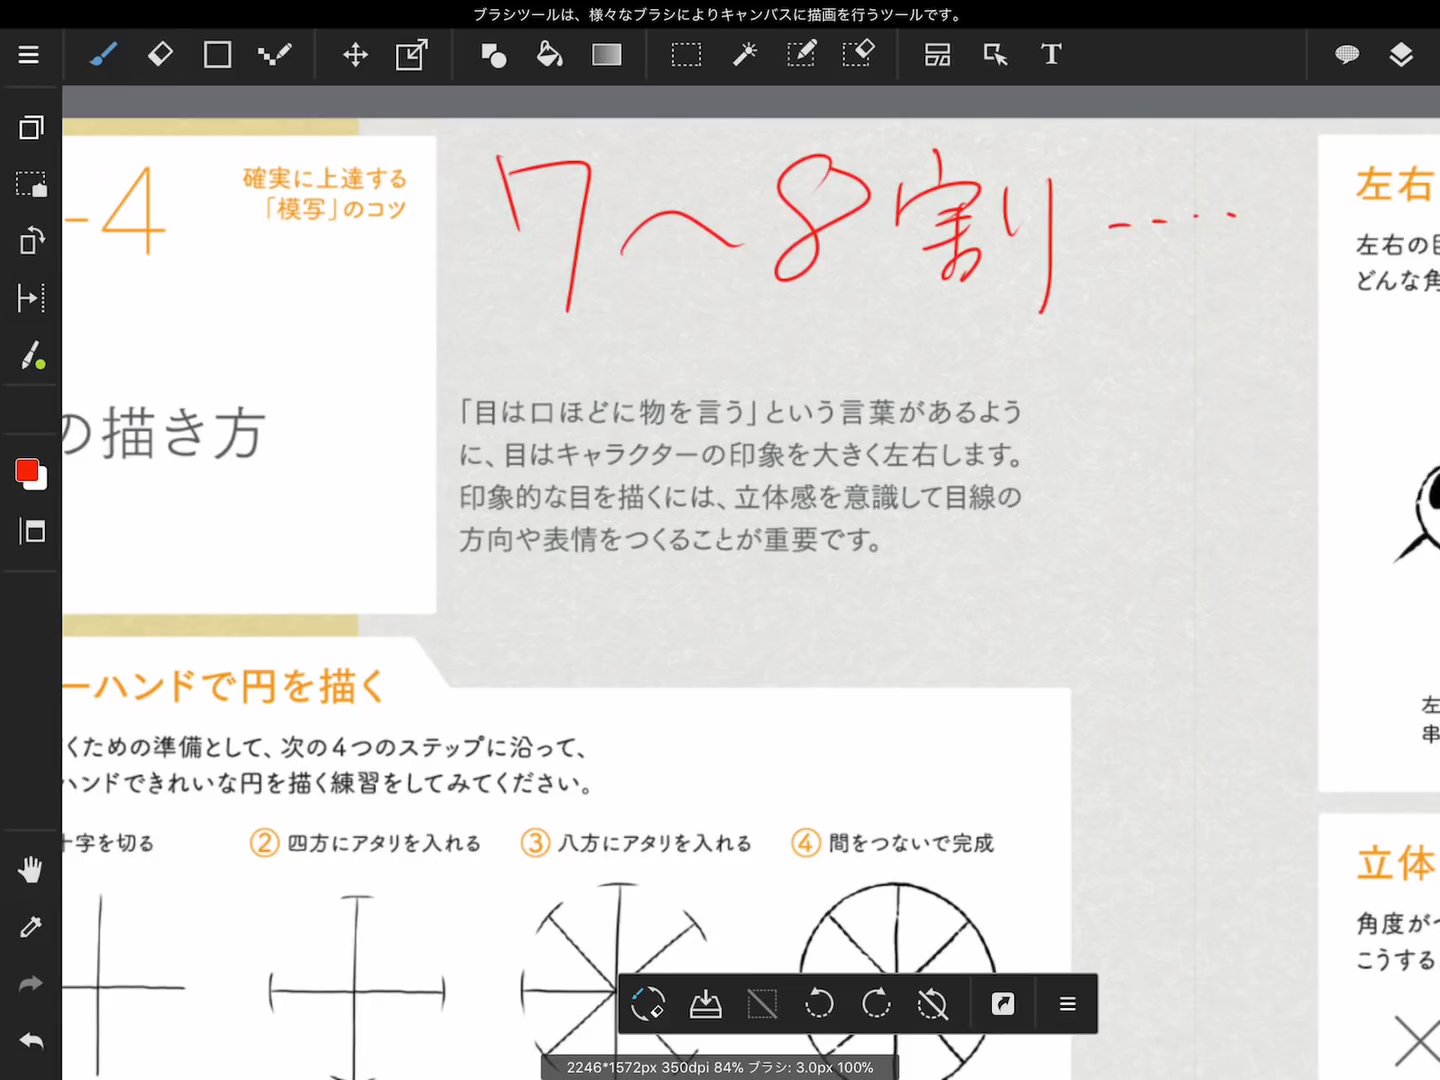 ブラシツールは、様々なブラシによりキャンバスに描画を行うツールです。
T
-4
確実に上達する
「模写」のコツ
7〜8割----
の描き方
「目は口ほどに物を言う」という言葉があるよう
に、目はキャラクターの印象を大きく左右します。
印象的な目を描くには、立体感を意識して目線の
方向や表情をつくることが重要です。
ーハンドで円を描く
くための準備として、次の4つのステップに沿って、
ハンドできれいな円を描く練習をしてみてください。
十字を切る
② 四方にアタリを入れる
③ 八方にアタリを入れる
④ 間をつないで完成
左右
左右の目
どんな角
左
串
立体
角度が
こうする
2246*1572px 350dpi 84% ブラシ: 3.0px 100%